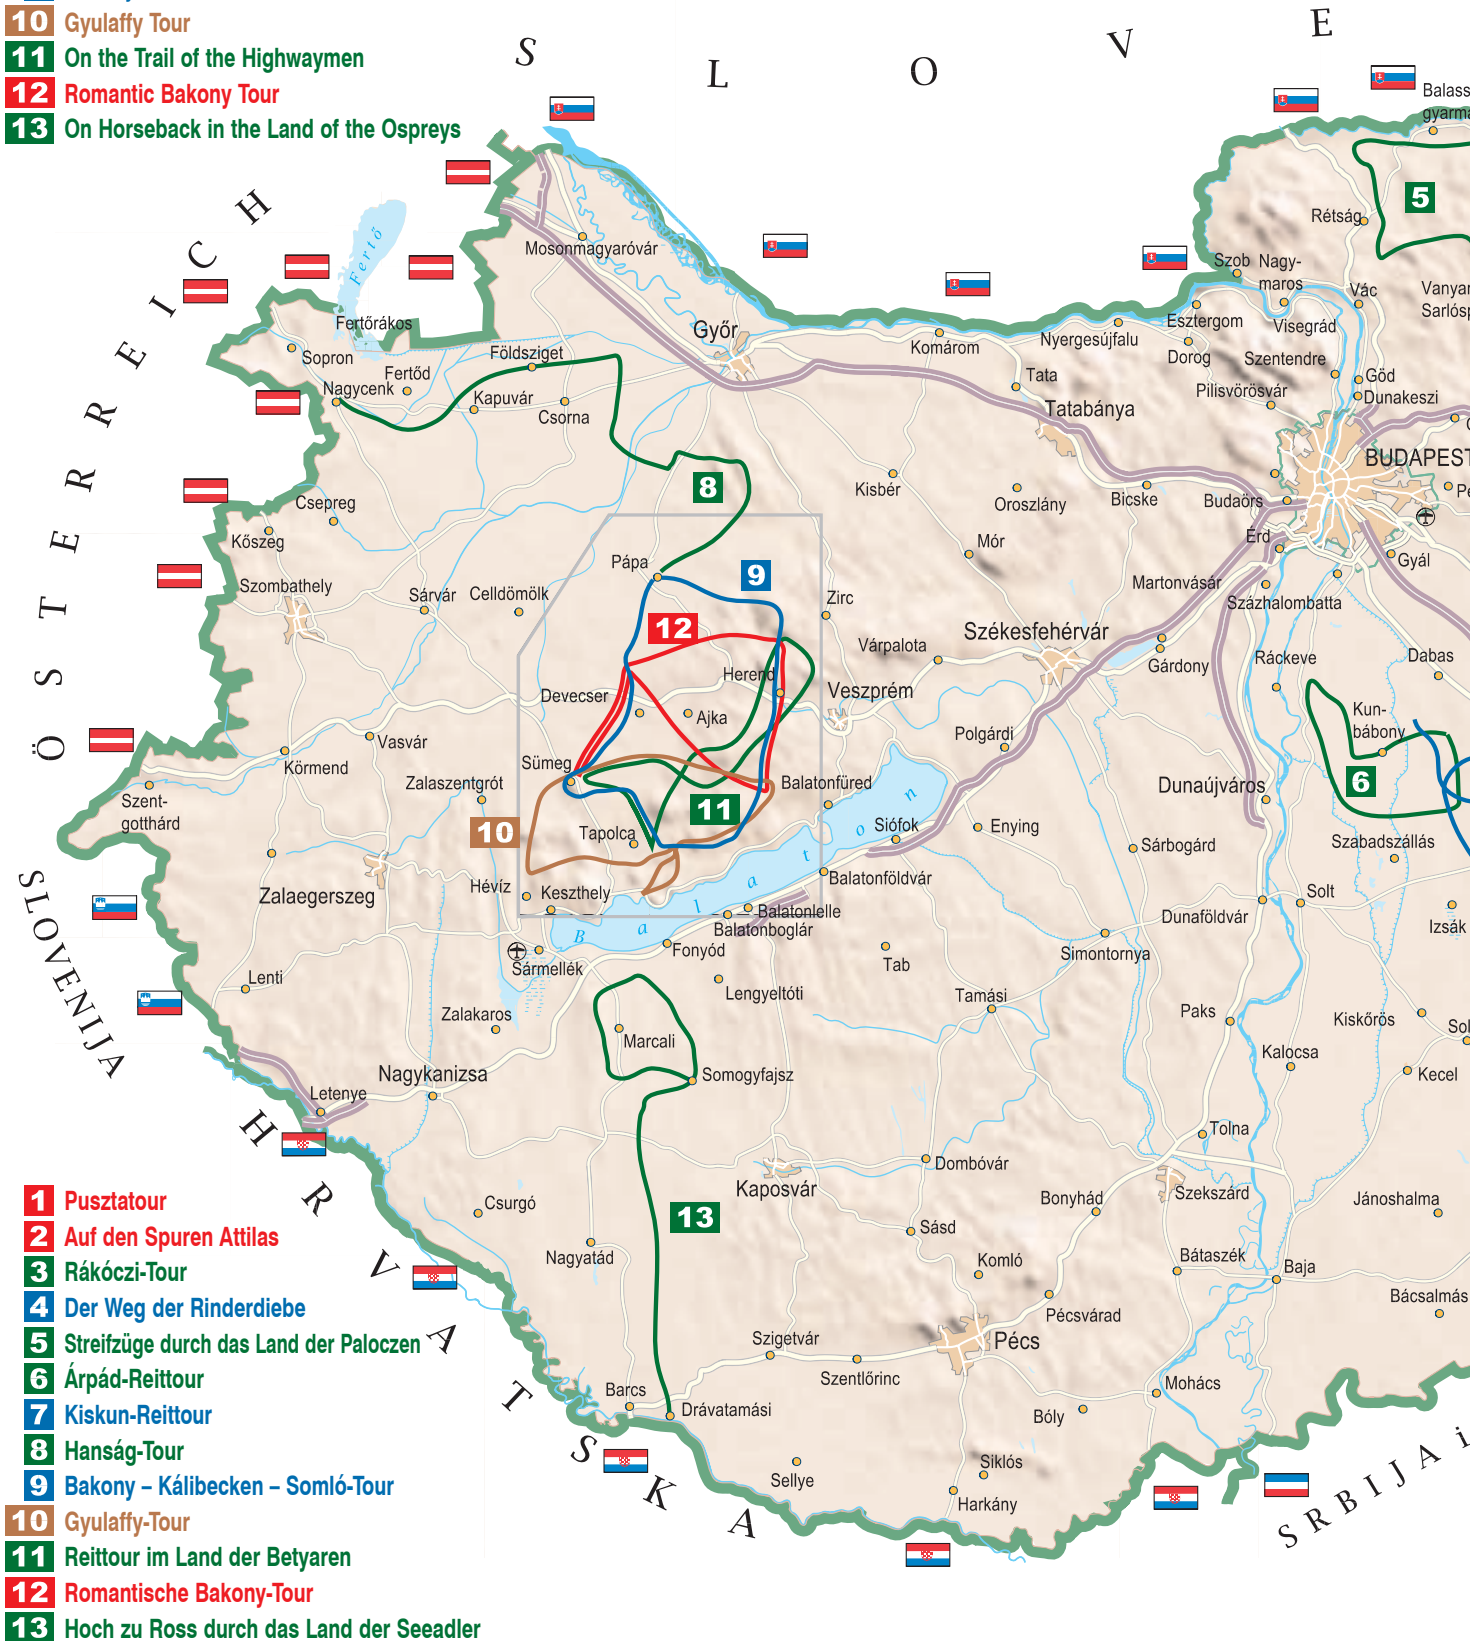 10 Gyulaffy Tour
11 On the Trail of the Highwaymen
12 Romantic Bakony Tour
13 On Horseback in the Land of the Ospreys
SLOVE
ÖSTERREICH
SLOVENIJA
HRVATSKA
SRBIJA i
Balass
gyarma
5
Rétság
Mosonmagyaróvár
Fertő
Szob
Nagy-
maros
Vác
Vanyar
Sarlósp
Fertőrákos
Győr
Esztergom
Visegrád
Sopron
Földsziget
Komárom
Nyergesújfalu
Dorog
Szentendre
Fertőd
Nagycenk
Kapuvár
Csorna
Tata
Pilisvörösvár
Göd
Dunakeszi
Tatabánya
BUDAPEST
8
Kisbér
Oroszlány
Bicske
Budaörs
Pe
Csepreg
Kőszeg
Mór
Érd
Gyál
Pápa
9
Szombathely
Sárvár
Celldömölk
Zirc
Martonvásár
Százhalombatta
12
Várpalota
Székesfehérvár
Gárdony
Ráckeve
Dabas
Devecser
Herend
Veszprém
Ajka
Kun-
bábony
Vasvár
Polgárdi
Körmend
Sümeg
Zalaszentgrót
Balatonfüred
Dunaújváros
6
Szent-
gotthárd
11
10
Tapolca
Siófok
Enying
Sárbogárd
Szabadszállás
Balaton
Zalaegerszeg
Hévíz
Keszthely
Balatonföldvár
Solt
Balatonlelle
Balatonboglár
Dunaföldvár
Izsák
Fonyód
Sármellék
Tab
Simontornya
Lenti
Lengyeltóti
Tamási
Zalakaros
Paks
Kiskőrös
Sol
Marcali
Kalocsa
Nagykanizsa
Somogyfajsz
Kecel
Letenye
Tolna
Dombóvár
Kaposvár
Bonyhád
Szekszárd
Jánoshalma
Csurgó
13
Sásd
Nagyatád
Komló
Bátaszék
Baja
Bácsalmás
Pécsvárad
Szigetvár
Pécs
Szentlőrinc
Mohács
Barcs
Drávatamási
Bóly
Sellye
Siklós
Harkány
1 Pusztatour
2 Auf den Spuren Attilas
3 Rákóczi-Tour
4 Der Weg der Rinderdiebe
5 Streifzüge durch das Land der Paloczen
6 Árpád-Reittour
7 Kiskun-Reittour
8 Hanság-Tour
9 Bakony – Kálibecken – Somló-Tour
10 Gyulaffy-Tour
11 Reittour im Land der Betyaren
12 Romantische Bakony-Tour
13 Hoch zu Ross durch das Land der Seeadler